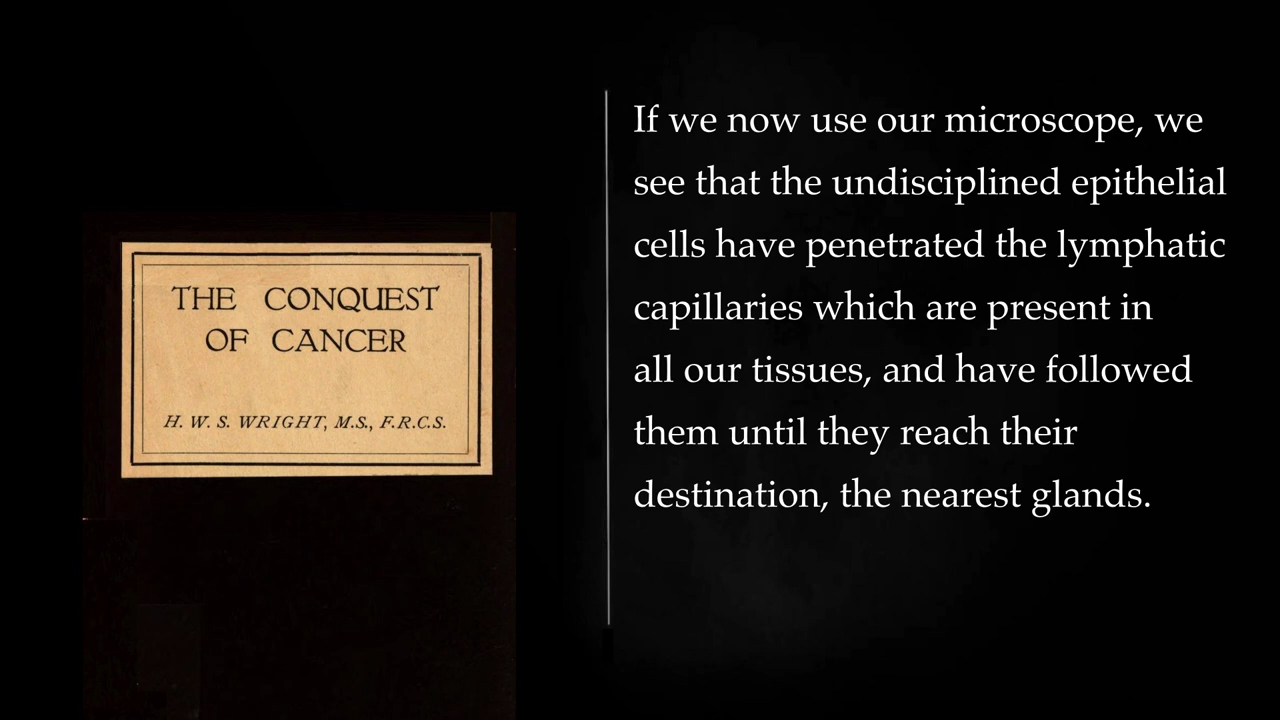 THE CONQUEST
OF CANCER
H. W. S. WRIGHT, M.S., F.R.C.S.
If we now use our microscope, we
see that the undisciplined epithelial
cells have penetrated the lymphatic
capillaries which are present in
all our tissues, and have followed
them until they reach their
destination, the nearest glands.